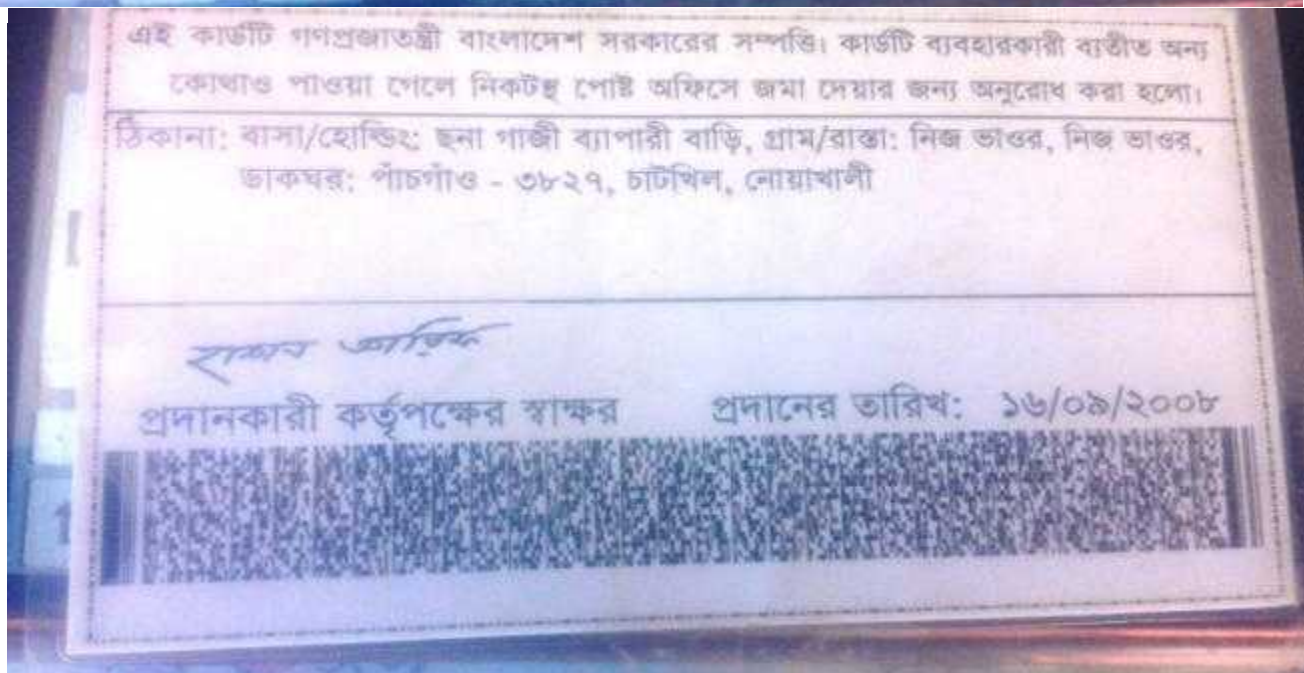 এই কার্ডটি গণপ্রজাতন্ত্রী বাংলাদেশ সরকারের সম্পত্তি। কার্ডটি ব্যবহারকারী ব্যতীত অন্য
কোথাও পাওয়া গেলে নিকটস্থ পোষ্ট অফিসে জমা দেয়ার জন্য অনুরোধ করা হলো।
ঠিকানা: বাসা/হোল্ডিং: ছনা গাজী ব্যাপারী বাড়ি, গ্রাম/রাস্তা: নিজ ভাওর, নিজ ভাওর,
ডাকঘর: পাঁচগাঁও - ৩৮২৭, চাটখিল, নোয়াখালী
প্রদানকারী কর্তৃপক্ষের স্বাক্ষর প্রদানের তারিখ: ১৬/০৯/২০০৮